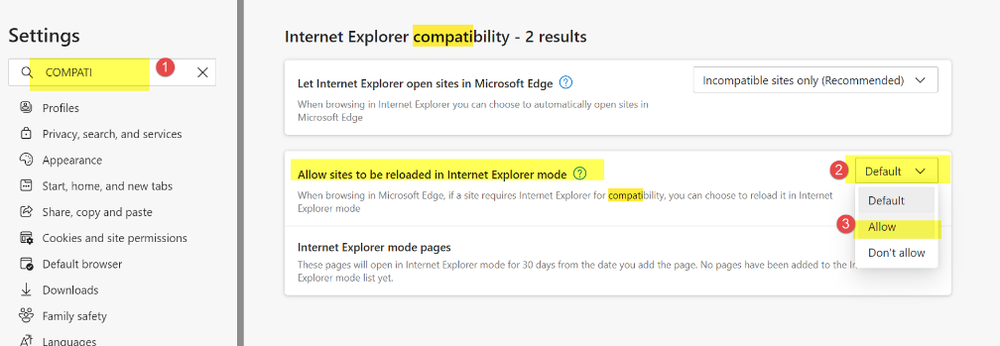 Settings
COMPATI
1
Profiles
Privacy, search, and services
Appearance
Start, home, and new tabs
Share, copy and paste
Cookies and site permissions
Default browser
Downloads
Family safety
Languages
Internet Explorer compatibility - 2 results
Let Internet Explorer open sites in Microsoft Edge
Incompatible sites only (Recommended)
When browsing in Internet Explorer you can choose to automatically open sites in
Microsoft Edge
Allow sites to be reloaded in Internet Explorer mode
2
Default
When browsing in Microsoft Edge, if a site requires Internet Explorer for compatibility, you can choose to reload it in Internet
Explorer mode
Default
3
Allow
Don't allow
Internet Explorer mode pages
These pages will open in Internet Explorer mode for 30 days from the date you add the page. No pages have been added to the
Explorer mode list yet.